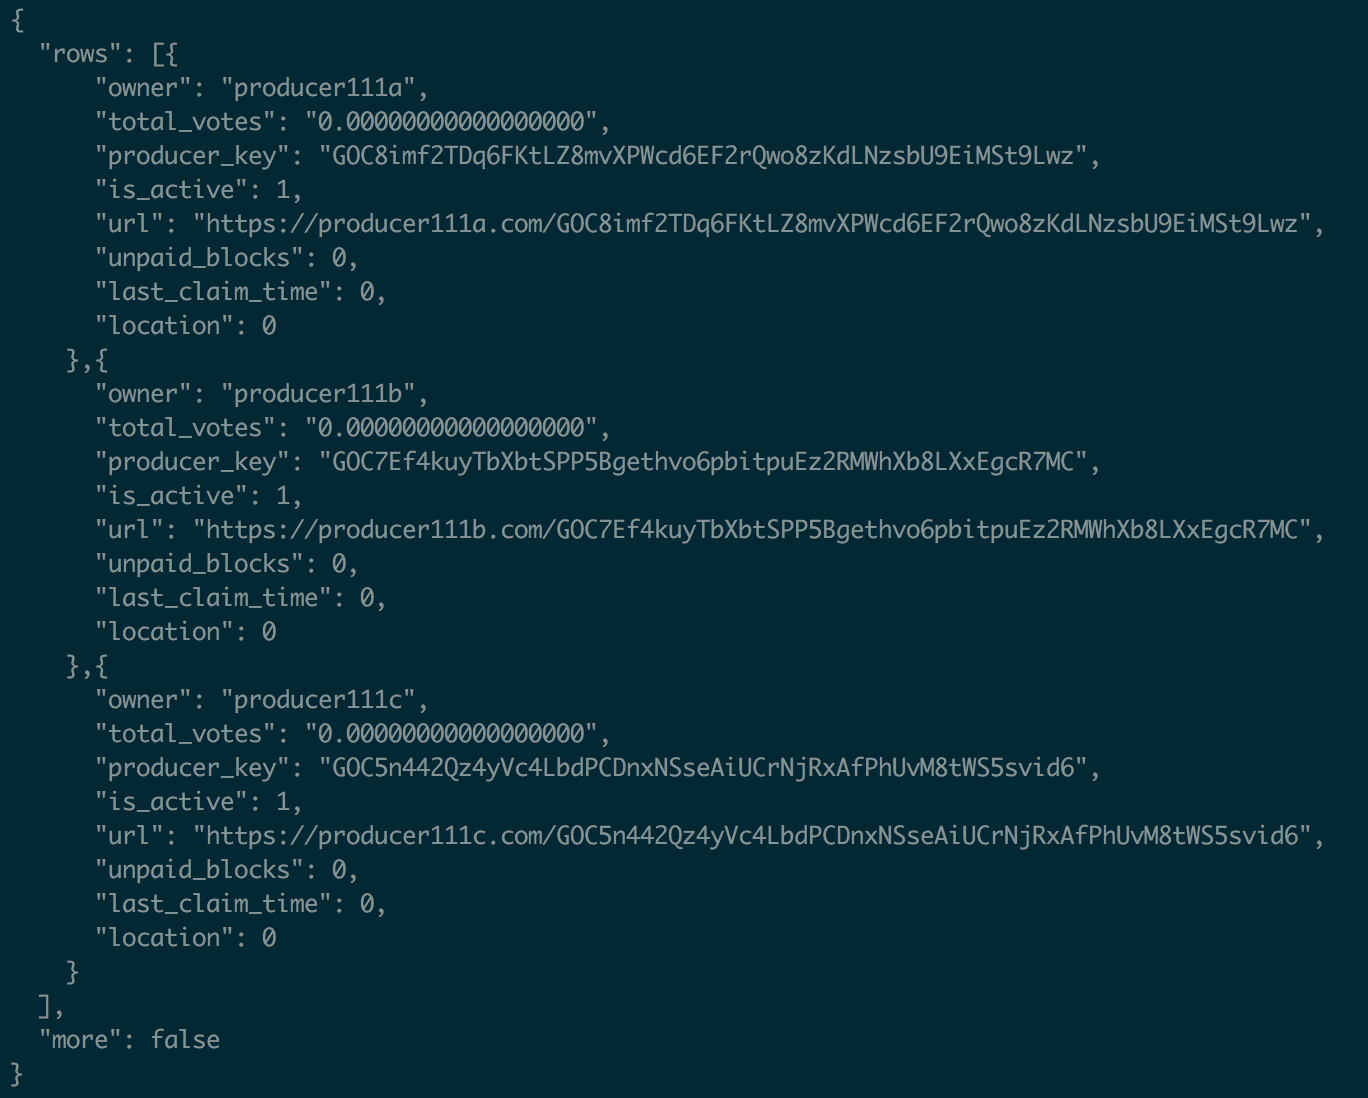 {
  "rows": [{
      "owner": "producer111a",
      "total_votes": "0.00000000000000000",
      "producer_key": "GOC8imf2TDq6FKtLZ8mvXPWcd6EF2rQwo8zKdLNzsbU9EiMSt9Lwz",
      "is_active": 1,
      "url": "https://producer111a.com/GOC8imf2TDq6FKtLZ8mvXPWcd6EF2rQwo8zKdLNzsbU9EiMSt9Lwz",
      "unpaid_blocks": 0,
      "last_claim_time": 0,
      "location": 0
    },{
      "owner": "producer111b",
      "total_votes": "0.00000000000000000",
      "producer_key": "GOC7Ef4kuyTbXbtSPP5Bgethvo6pbitpuEz2RMWhXb8LXxEgcR7MC",
      "is_active": 1,
      "url": "https://producer111b.com/GOC7Ef4kuyTbXbtSPP5Bgethvo6pbitpuEz2RMWhXb8LXxEgcR7MC",
      "unpaid_blocks": 0,
      "last_claim_time": 0,
      "location": 0
    },{
      "owner": "producer111c",
      "total_votes": "0.00000000000000000",
      "producer_key": "GOC5n442Qz4yVc4LbdPCDnxNSseAiUCrNjRxAfPhUvM8tWS5svid6",
      "is_active": 1,
      "url": "https://producer111c.com/GOC5n442Qz4yVc4LbdPCDnxNSseAiUCrNjRxAfPhUvM8tWS5svid6",
      "unpaid_blocks": 0,
      "last_claim_time": 0,
      "location": 0
    }
  ],
  "more": false
}